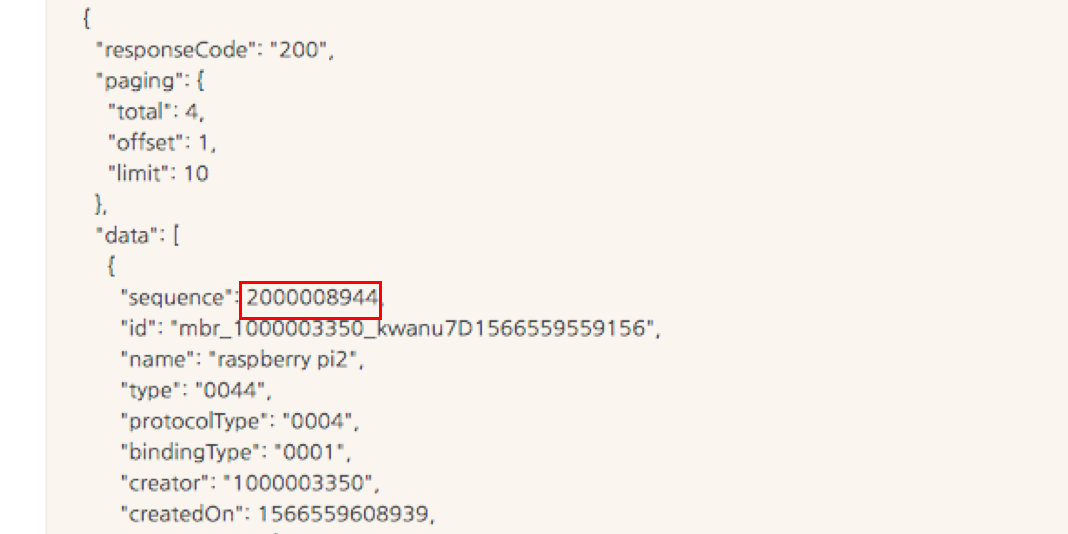 {
"responseCode": "200",
"paging": {
"total": 4,
"offset": 1,
"limit": 10
},
"data": [
{
"sequence": 2000008944,
"id": "mbr_1000003350_kwanu7D1566559559156",
"name": "raspberry pi2",
"type": "0044",
"protocolType": "0004",
"bindingType": "0001",
"creator": "1000003350",
"createdOn": 1566559608939,